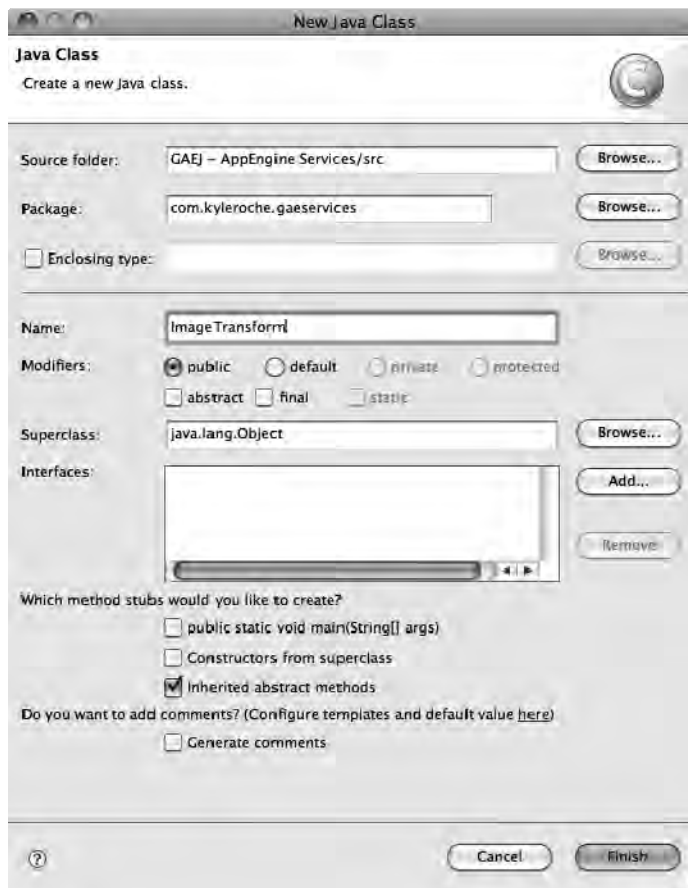 New Java Class
Java Class
Create a new Java class.
C
Source folder: GAEJ – AppEngine Services/src Browse...
Package: com.kyleroche.gaeservices Browse...
Enclosing type: Browse...
Name: ImageTransform
Modifiers: public default private protected
abstract final static
Superclass: java.lang.Object Browse...
Interfaces: Add...
Remove
Which method stubs would you like to create?
public static void main(String[] args)
Constructors from superclass
Inherited abstract methods
Do you want to add comments? (Configure templates and default value here)
Generate comments
? Cancel Finish